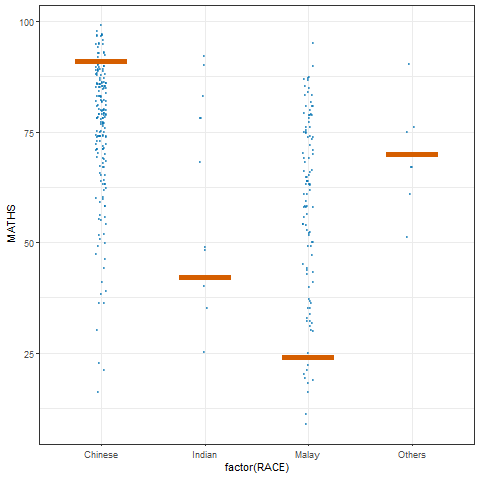 100
75
50
25
MATHS
Chinese
Indian
Malay
Others
factor(RACE)